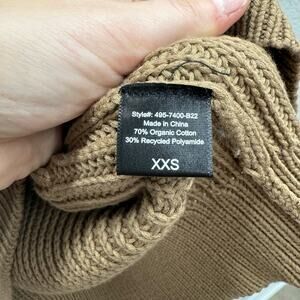 Style#: 495-7400-B22
Made in China
70% Organic Cotton
30% Recycled Polyamide
XXS